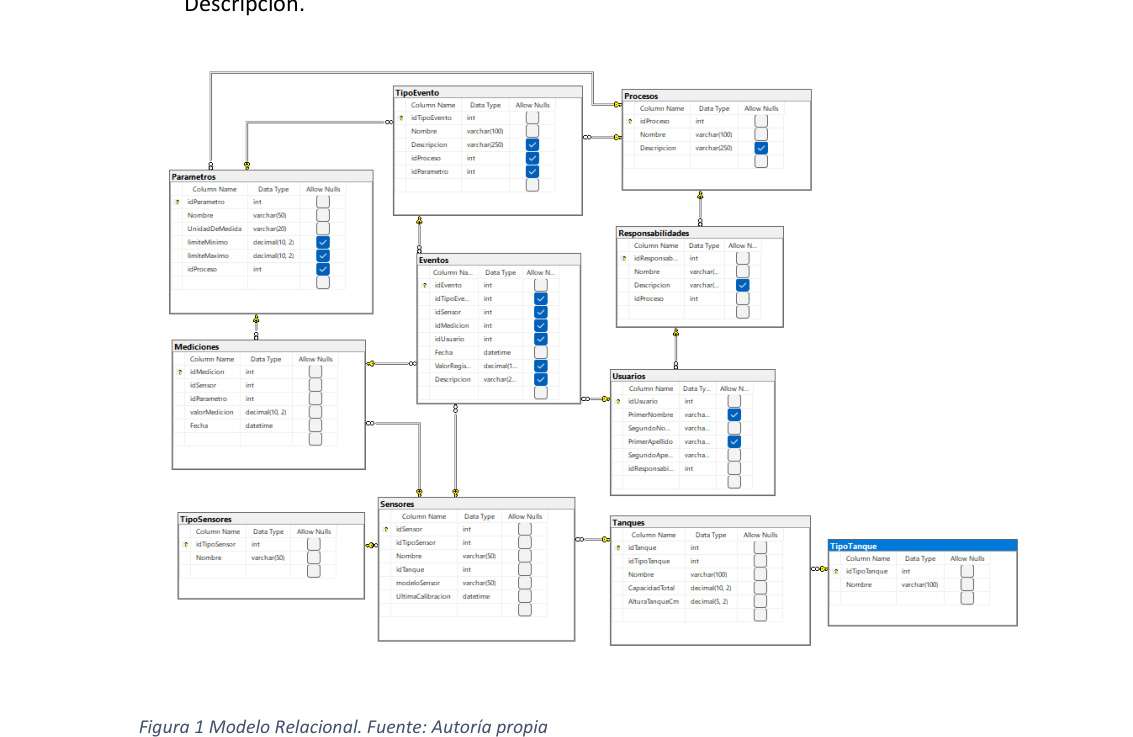 Descripción.
TipoEvento
Column Name Data Type Allow Nulls
idTipoEvento int
Nombre varchar(100)
Descripcion varchar(250)
idProceso int
idParametro int
Procesos
Column Name Data Type Allow Nulls
idProceso int
Nombre varchar(100)
Descripcion varchar(250)
Parametros
Column Name Data Type Allow Nulls
idParametro int
Nombre varchar(50)
UnidadDeMedida varchar(20)
limiteMinimo decimal(10, 2)
limiteMaximo decimal(10, 2)
idProceso int
Responsabilidades
Column Name Data Type Allow N...
idResponsab... int
Nombre varchar(...
Descripcion varchar(...
idProceso int
Eventos
Column Na... Data Type Allow N...
idEvento int
idTipoEve... int
idSensor int
idMedicion int
idUsuario int
Fecha datetime
ValorRegis... decimal(1...
Descripcion varchar(2...
Mediciones
Column Name Data Type Allow Nulls
idMedicion int
idSensor int
idParametro int
valorMedicion decimal(10, 2)
Fecha datetime
Usuarios
Column Name Data Ty... Allow N...
idUsuario int
PrimerNombre varcha...
SegundoNo... varcha...
PrimerApellido varcha...
SegundoApe... varcha...
idResponsabi... int
Sensores
Column Name Data Type Allow Nulls
idSensor int
idTipoSensor int
Nombre varchar(50)
idTanque int
modeloSensor varchar(50)
UltimaCalibracion datetime
TipoSensores
Column Name Data Type Allow Nulls
idTipoSensor int
Nombre varchar(50)
Tanques
Column Name Data Type Allow Nulls
idTanque int
idTipoTanque int
Nombre varchar(100)
CapacidadTotal decimal(10, 2)
AlturaTanqueCm decimal(5, 2)
TipoTanque
Column Name Data Type Allow Nulls
idTipoTanque int
Nombre varchar(100)
Figura 1 Modelo Relacional. Fuente: Autoría propia